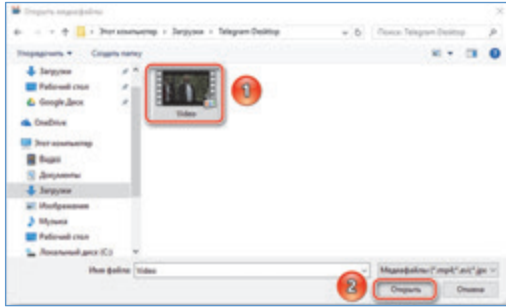 Открыть медиафайлы
Этот компьютер › Загрузки › Telegram Desktop
Поиск: Telegram Desktop
Упорядочить
Создать папку
Загрузки
Рабочий стол
Google Диск
OneDrive
Этот компьютер
Видео
Документы
Загрузки
Изображения
Музыка
Рабочий стол
Локальный диск (C:)
Video
1
Имя файла: Video
Медиафайлы (*.mp4;*.avi;*.jpe
2
Открыть
Отмена